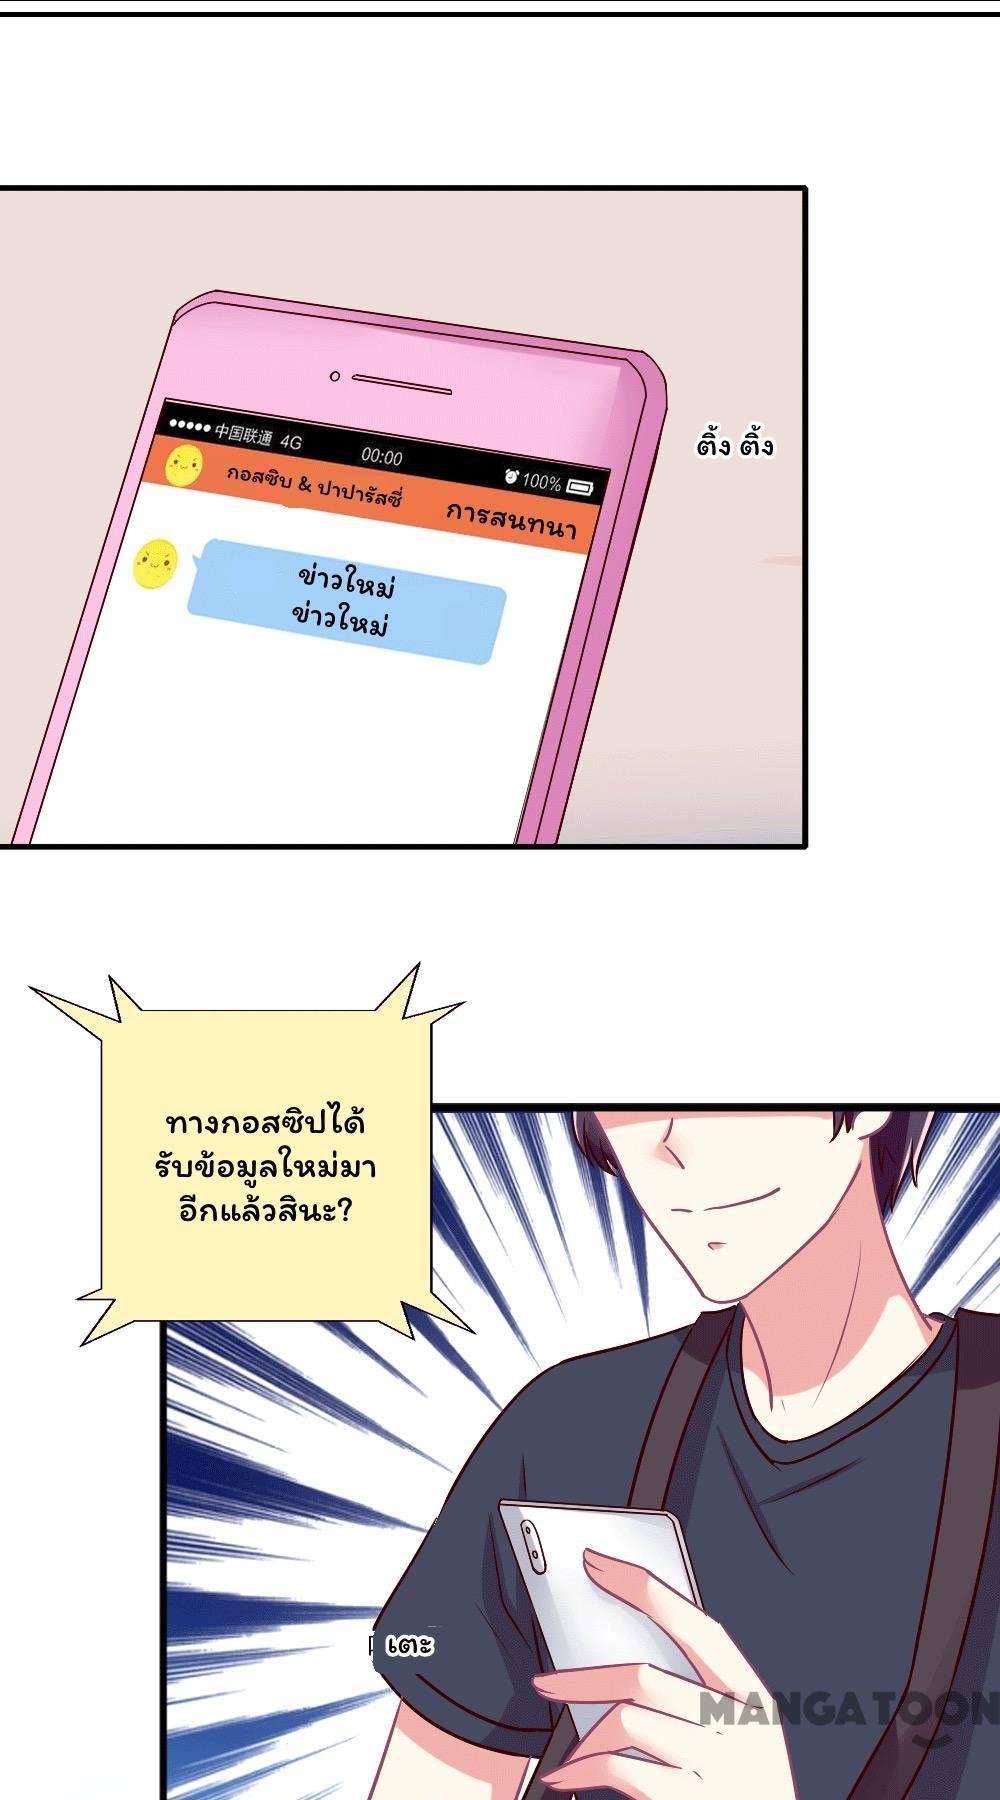 中国联通 4G
00:00
100%
กอสซิบ & ปาปารัสซี่
การสนทนา
ติ้ง ติ้ง
ข่าวใหม่
ข่าวใหม่
ทางกอสซิปได้
รับข้อมูลใหม่มา
อีกแล้วสินะ?
เตะ
MANGATOON